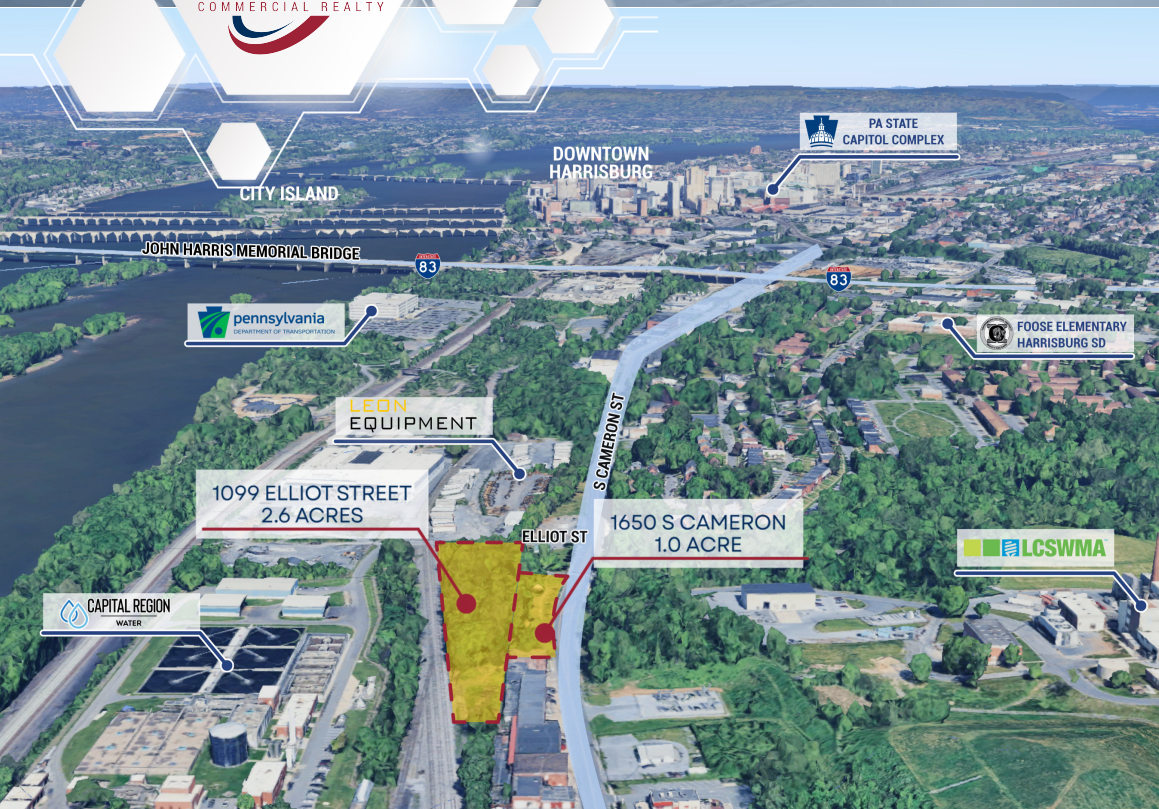 COMMERCIAL REALTY
PA STATE
CAPITOL COMPLEX
DOWNTOWN
HARRISBURG
CITY ISLAND
JOHN HARRIS MEMORIAL BRIDGE
83
83
pennsylvania
DEPARTMENT OF TRANSPORTATION
FOOSE ELEMENTARY
HARRISBURG SD
LEON
EQUIPMENT
S CAMERON ST
1099 ELLIOT STREET
2.6 ACRES
1650 S CAMERON
1.0 ACRE
ELLIOT ST
LCSWMA
CAPITAL REGION
WATER